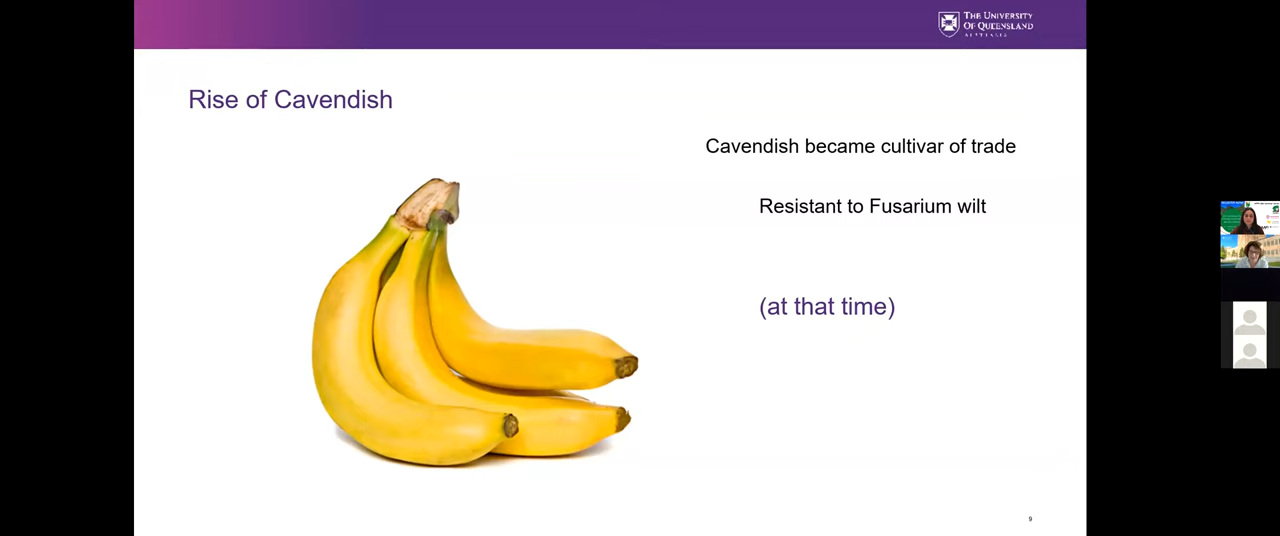 THE UNIVERSITY
OF QUEENSLAND
AUSTRALIA
Rise of Cavendish
Cavendish became cultivar of trade
Resistant to Fusarium wilt
(at that time)
9